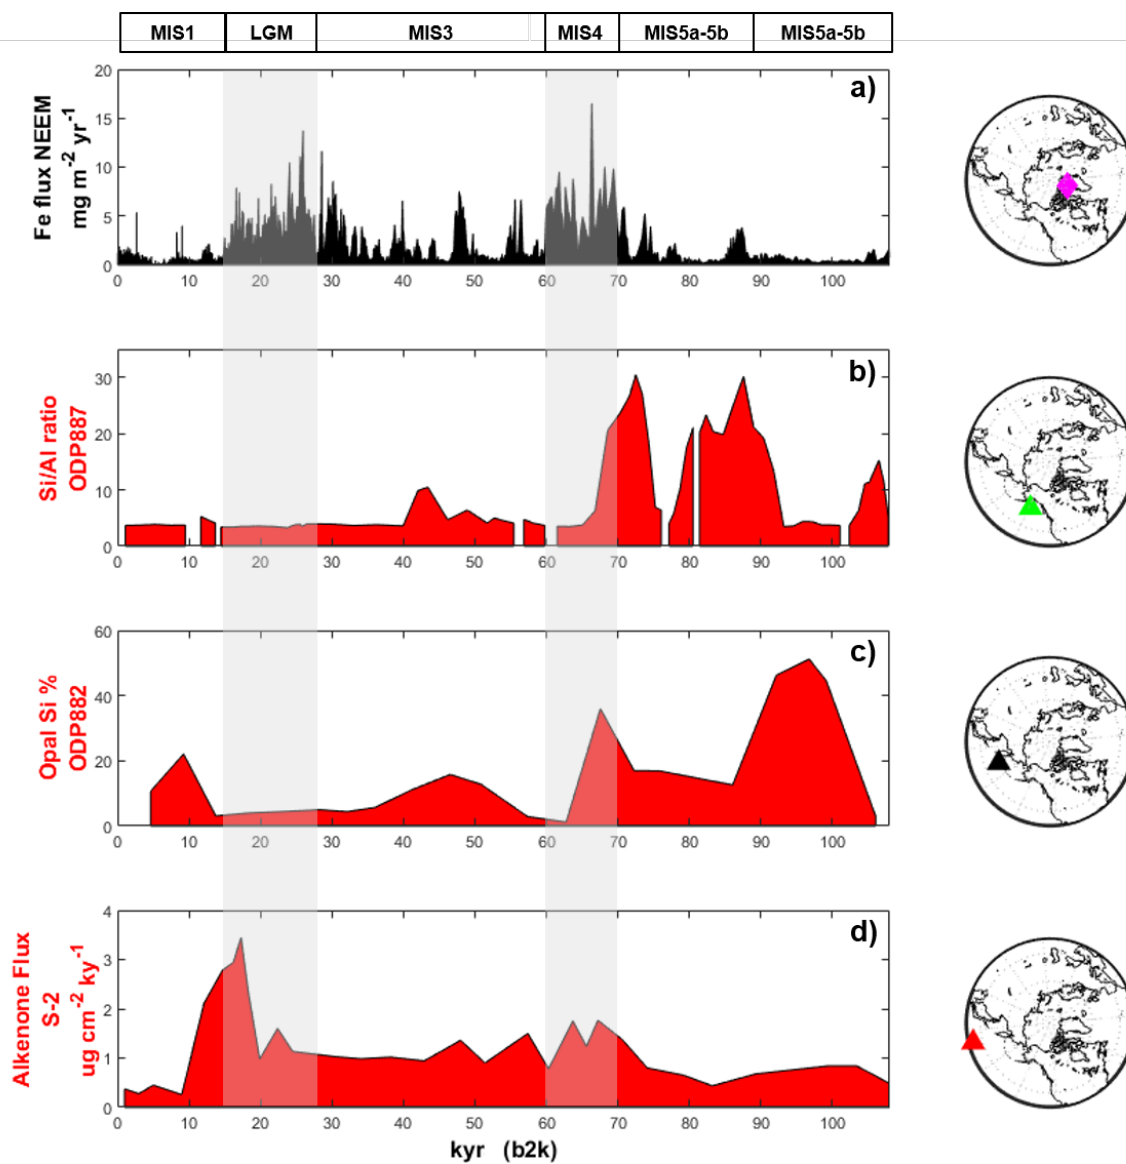 MIS1 LGM MIS3 MIS4 MIS5a-5b MIS5a-5b
a)
Fe flux NEEM
mg m-2 yr-1
20
15
10
5
0
0 10 20 30 40 50 60 70 80 90 100
b)
Si/Al ratio
ODP887
30
20
10
0
0 10 20 30 40 50 60 70 80 90 100
c)
Opal Si %
ODP882
60
40
20
0
0 10 20 30 40 50 60 70 80 90 100
d)
Alkenone Flux
S-2
ug cm-2 ky-1
4
3
2
1
0
0 10 20 30 40 50 60 70 80 90 100
kyr (b2k)